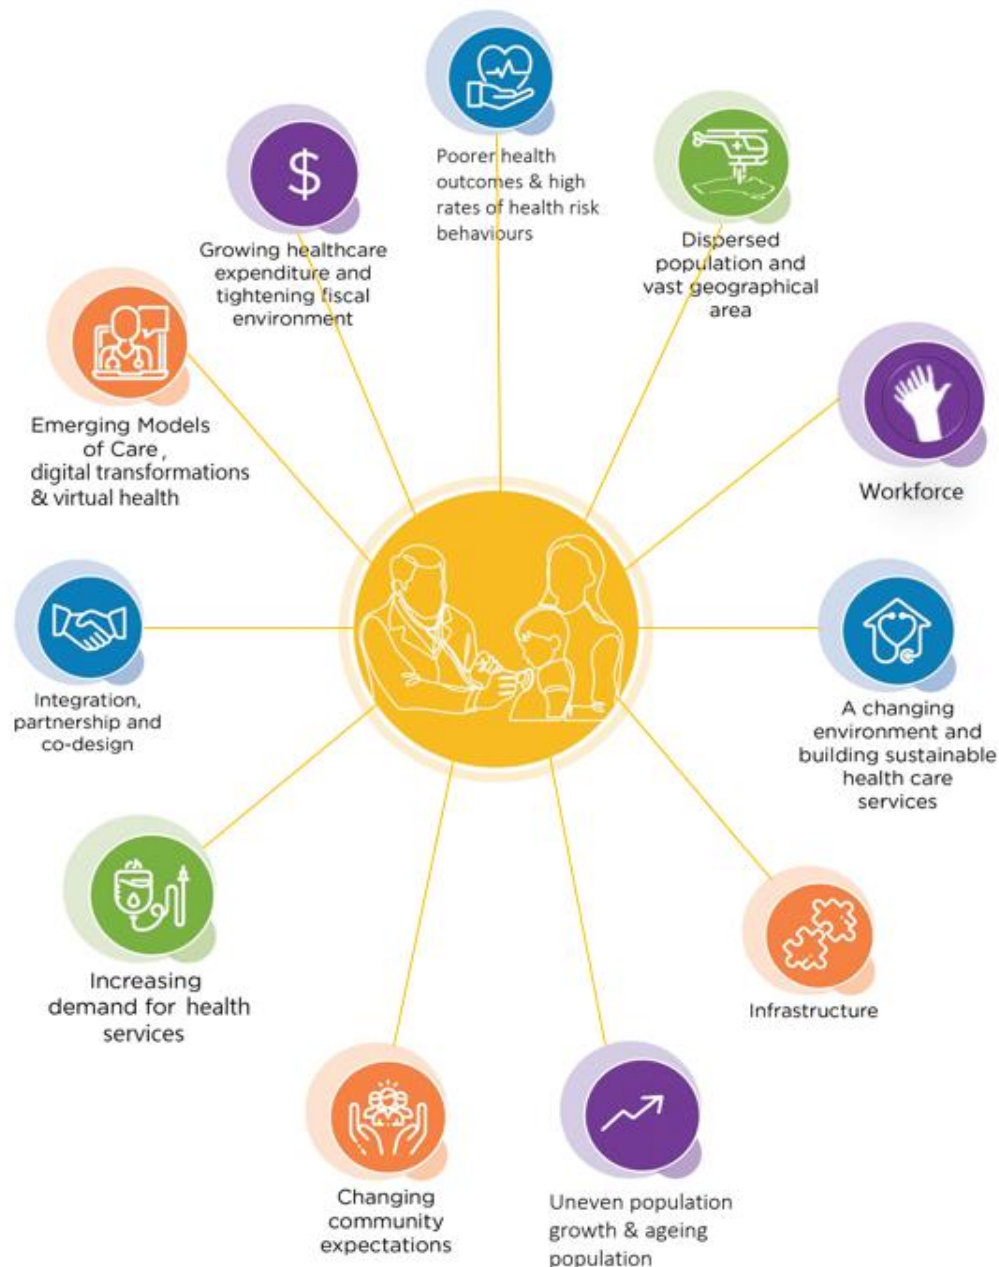 Poorer health
outcomes & high
rates of health risk
behaviours
$
Growing healthcare
expenditure and
tightening fiscal
environment
Dispersed
population and
vast geographical
area
Emerging Models
of Care,
digital transformations
& virtual health
Workforce
Integration,
partnership and
co-design
A changing
environment and
building sustainable
health care
services
Increasing
demand for health
services
Infrastructure
Changing
community
expectations
Uneven population
growth & ageing
population